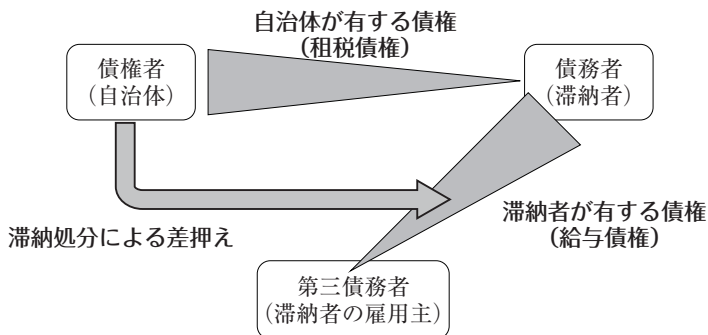 自治体が有する債権
(租税債権)
債権者
(自治体)
債務者
(滞納者)
滞納者が有する債権
(給与債権)
滞納処分による差押え
第三債務者
(滞納者の雇用主)